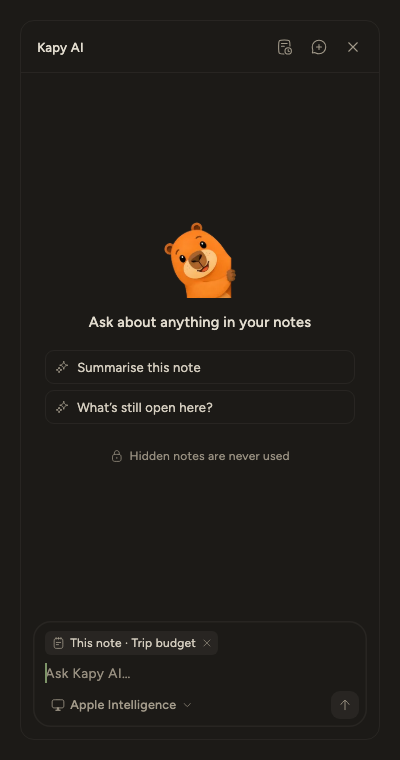 Kapy AI
Ask about anything in your notes
Summarise this note
What's still open here?
Hidden notes are never used
This note · Trip budget
Ask Kapy AI...
Apple Intelligence